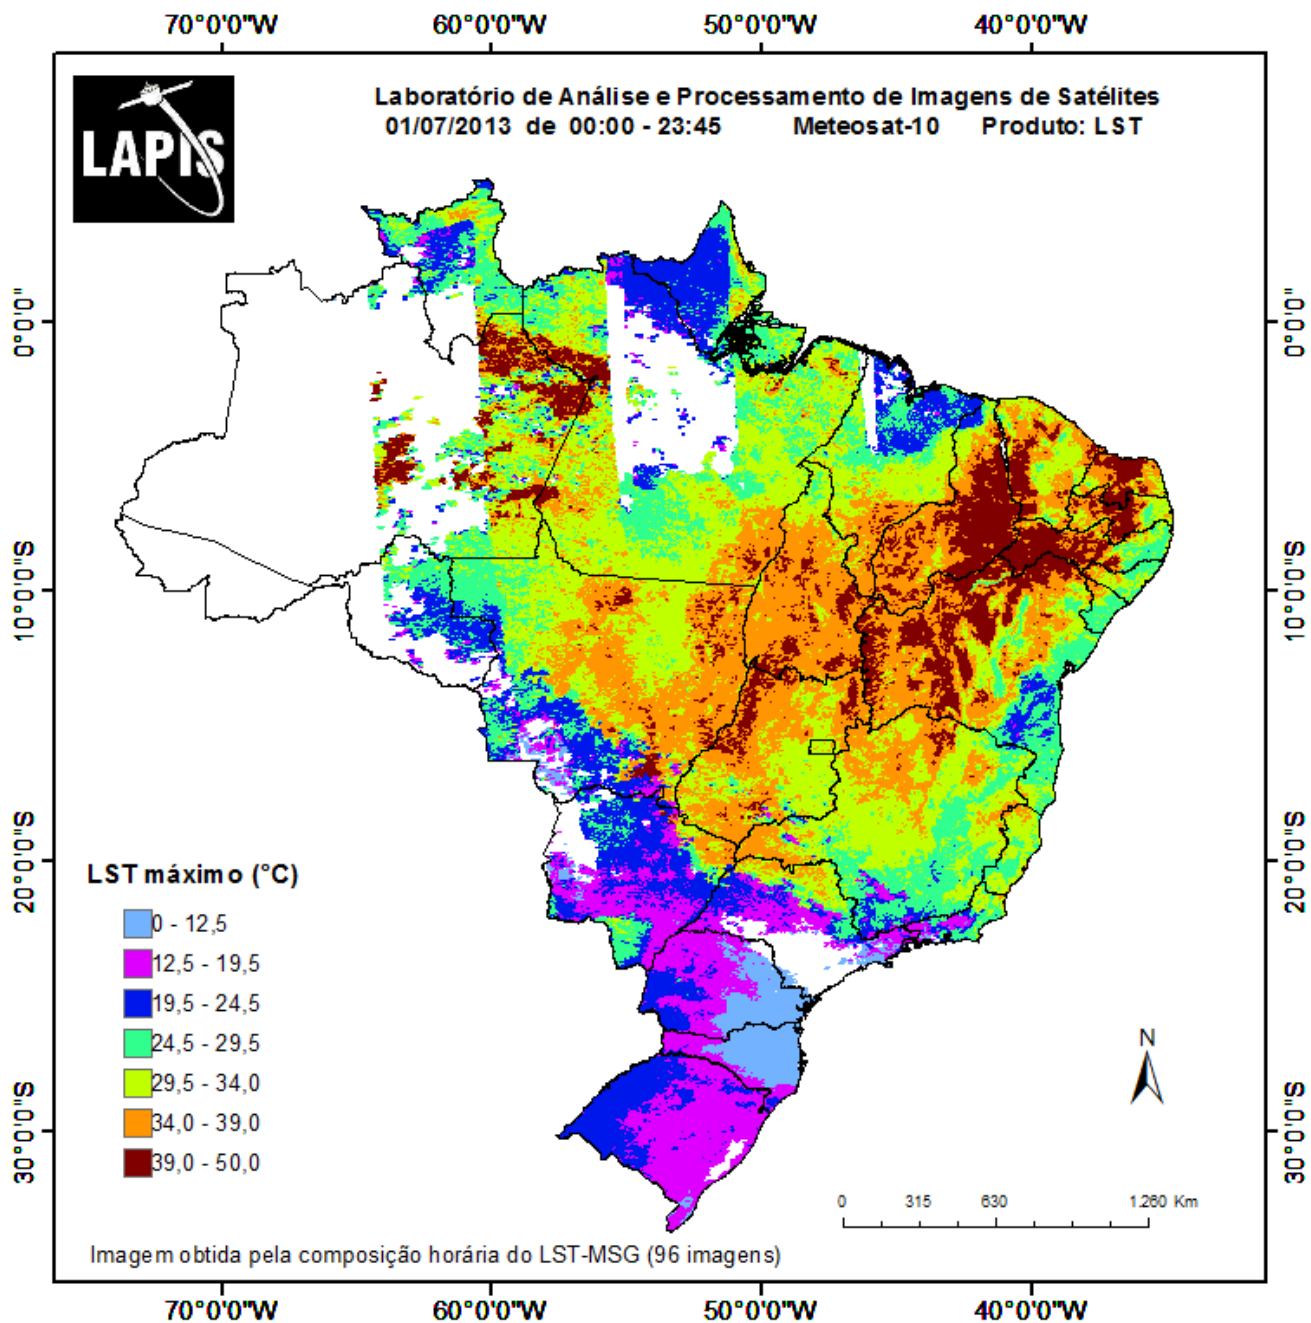 70°0'0"W 60°0'0"W 50°0'0"W 40°0'0"W
LAPIS
Laboratório de Análise e Processamento de Imagens de Satélites
01/07/2013 de 00:00 - 23:45 Meteosat-10 Produto: LST
0°0'0" 0°0'0"
10°0'0"S 10°0'0"S
20°0'0"S 20°0'0"S
30°0'0"S 30°0'0"S
LST máximo (°C)
0 - 12,5
12,5 - 19,5
19,5 - 24,5
24,5 - 29,5
29,5 - 34,0
34,0 - 39,0
39,0 - 50,0
N
0 315 630 1.260 Km
Imagem obtida pela composição horária do LST-MSG (96 imagens)
70°0'0"W 60°0'0"W 50°0'0"W 40°0'0"W